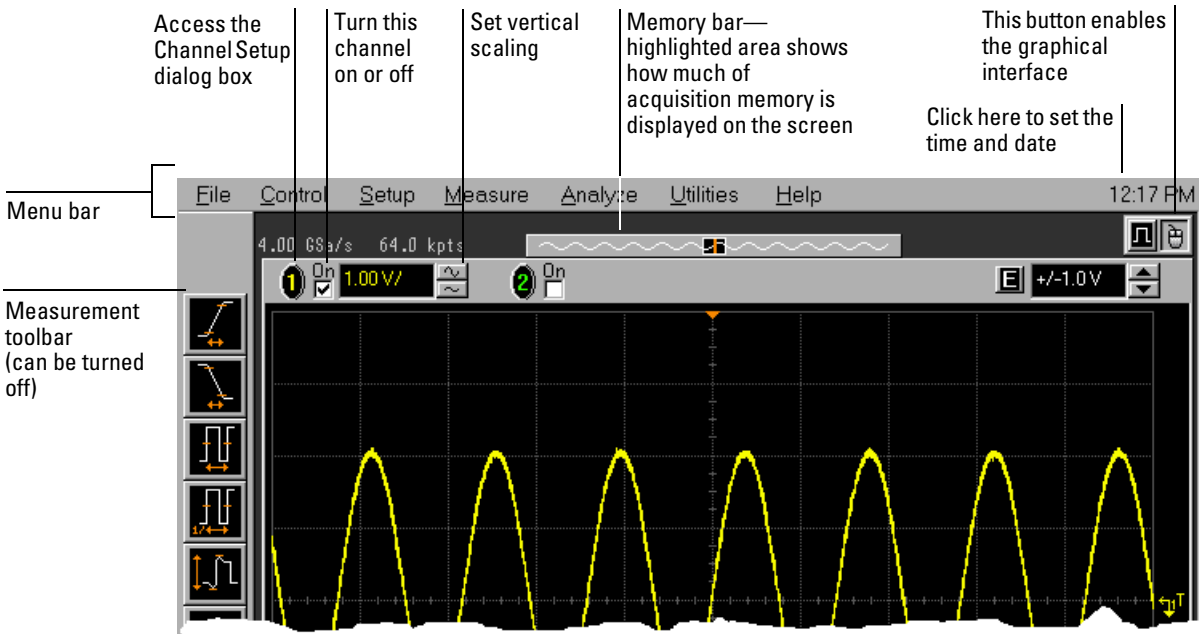 Access the
Channel Setup
dialog box
Turn this
channel
on or off
Set vertical
scaling
Memory bar—
highlighted area shows
how much of
acquisition memory is
displayed on the screen
This button enables
the graphical
interface
Click here to set the
time and date
Menu bar
File Control Setup Measure Analyze Utilities Help 12:17 PM
4.00 GSa/s 64.0 kpts
1 On 1.00 V/ 2 On E +/-1.0 V
Measurement
toolbar
(can be turned
off)
1/
T